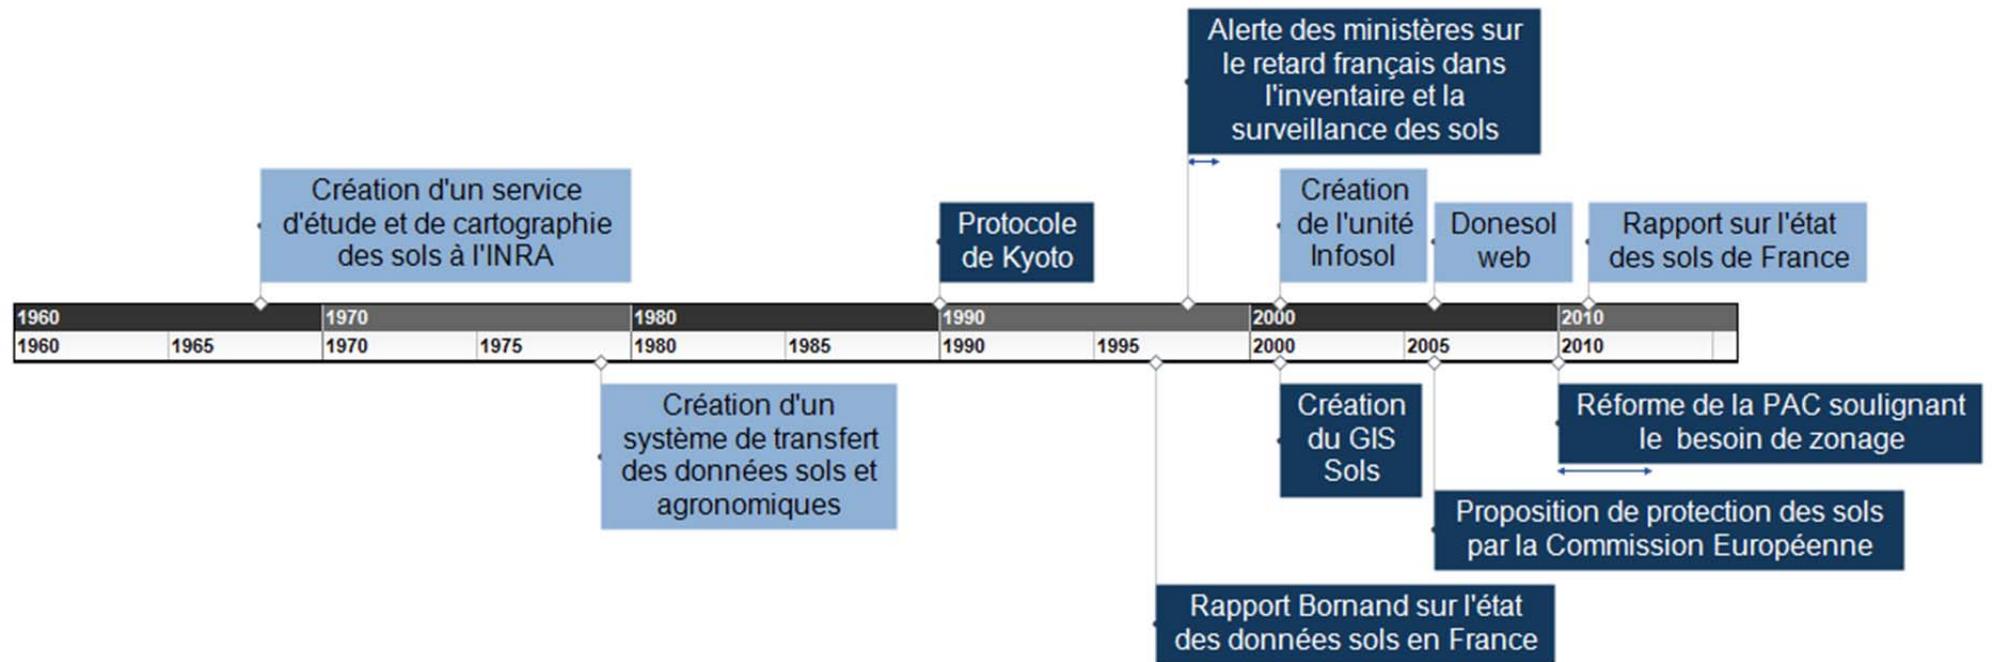 Alerte des ministères sur
le retard français dans
l'inventaire et la
surveillance des sols
Création d'un service
d'étude et de cartographie
des sols à l'INRA
Protocole
de Kyoto
Création
de l'unité
Infosol
Donesol
web
Rapport sur l'état
des sols de France
1960 1970 1980 1990 2000 2010
1960 1965 1970 1975 1980 1985 1990 1995 2000 2005 2010
Création d'un
système de transfert
des données sols et
agronomiques
Création
du GIS
Sols
Réforme de la PAC soulignant
le besoin de zonage
Proposition de protection des sols
par la Commission Européenne
Rapport Bornand sur l'état
des données sols en France